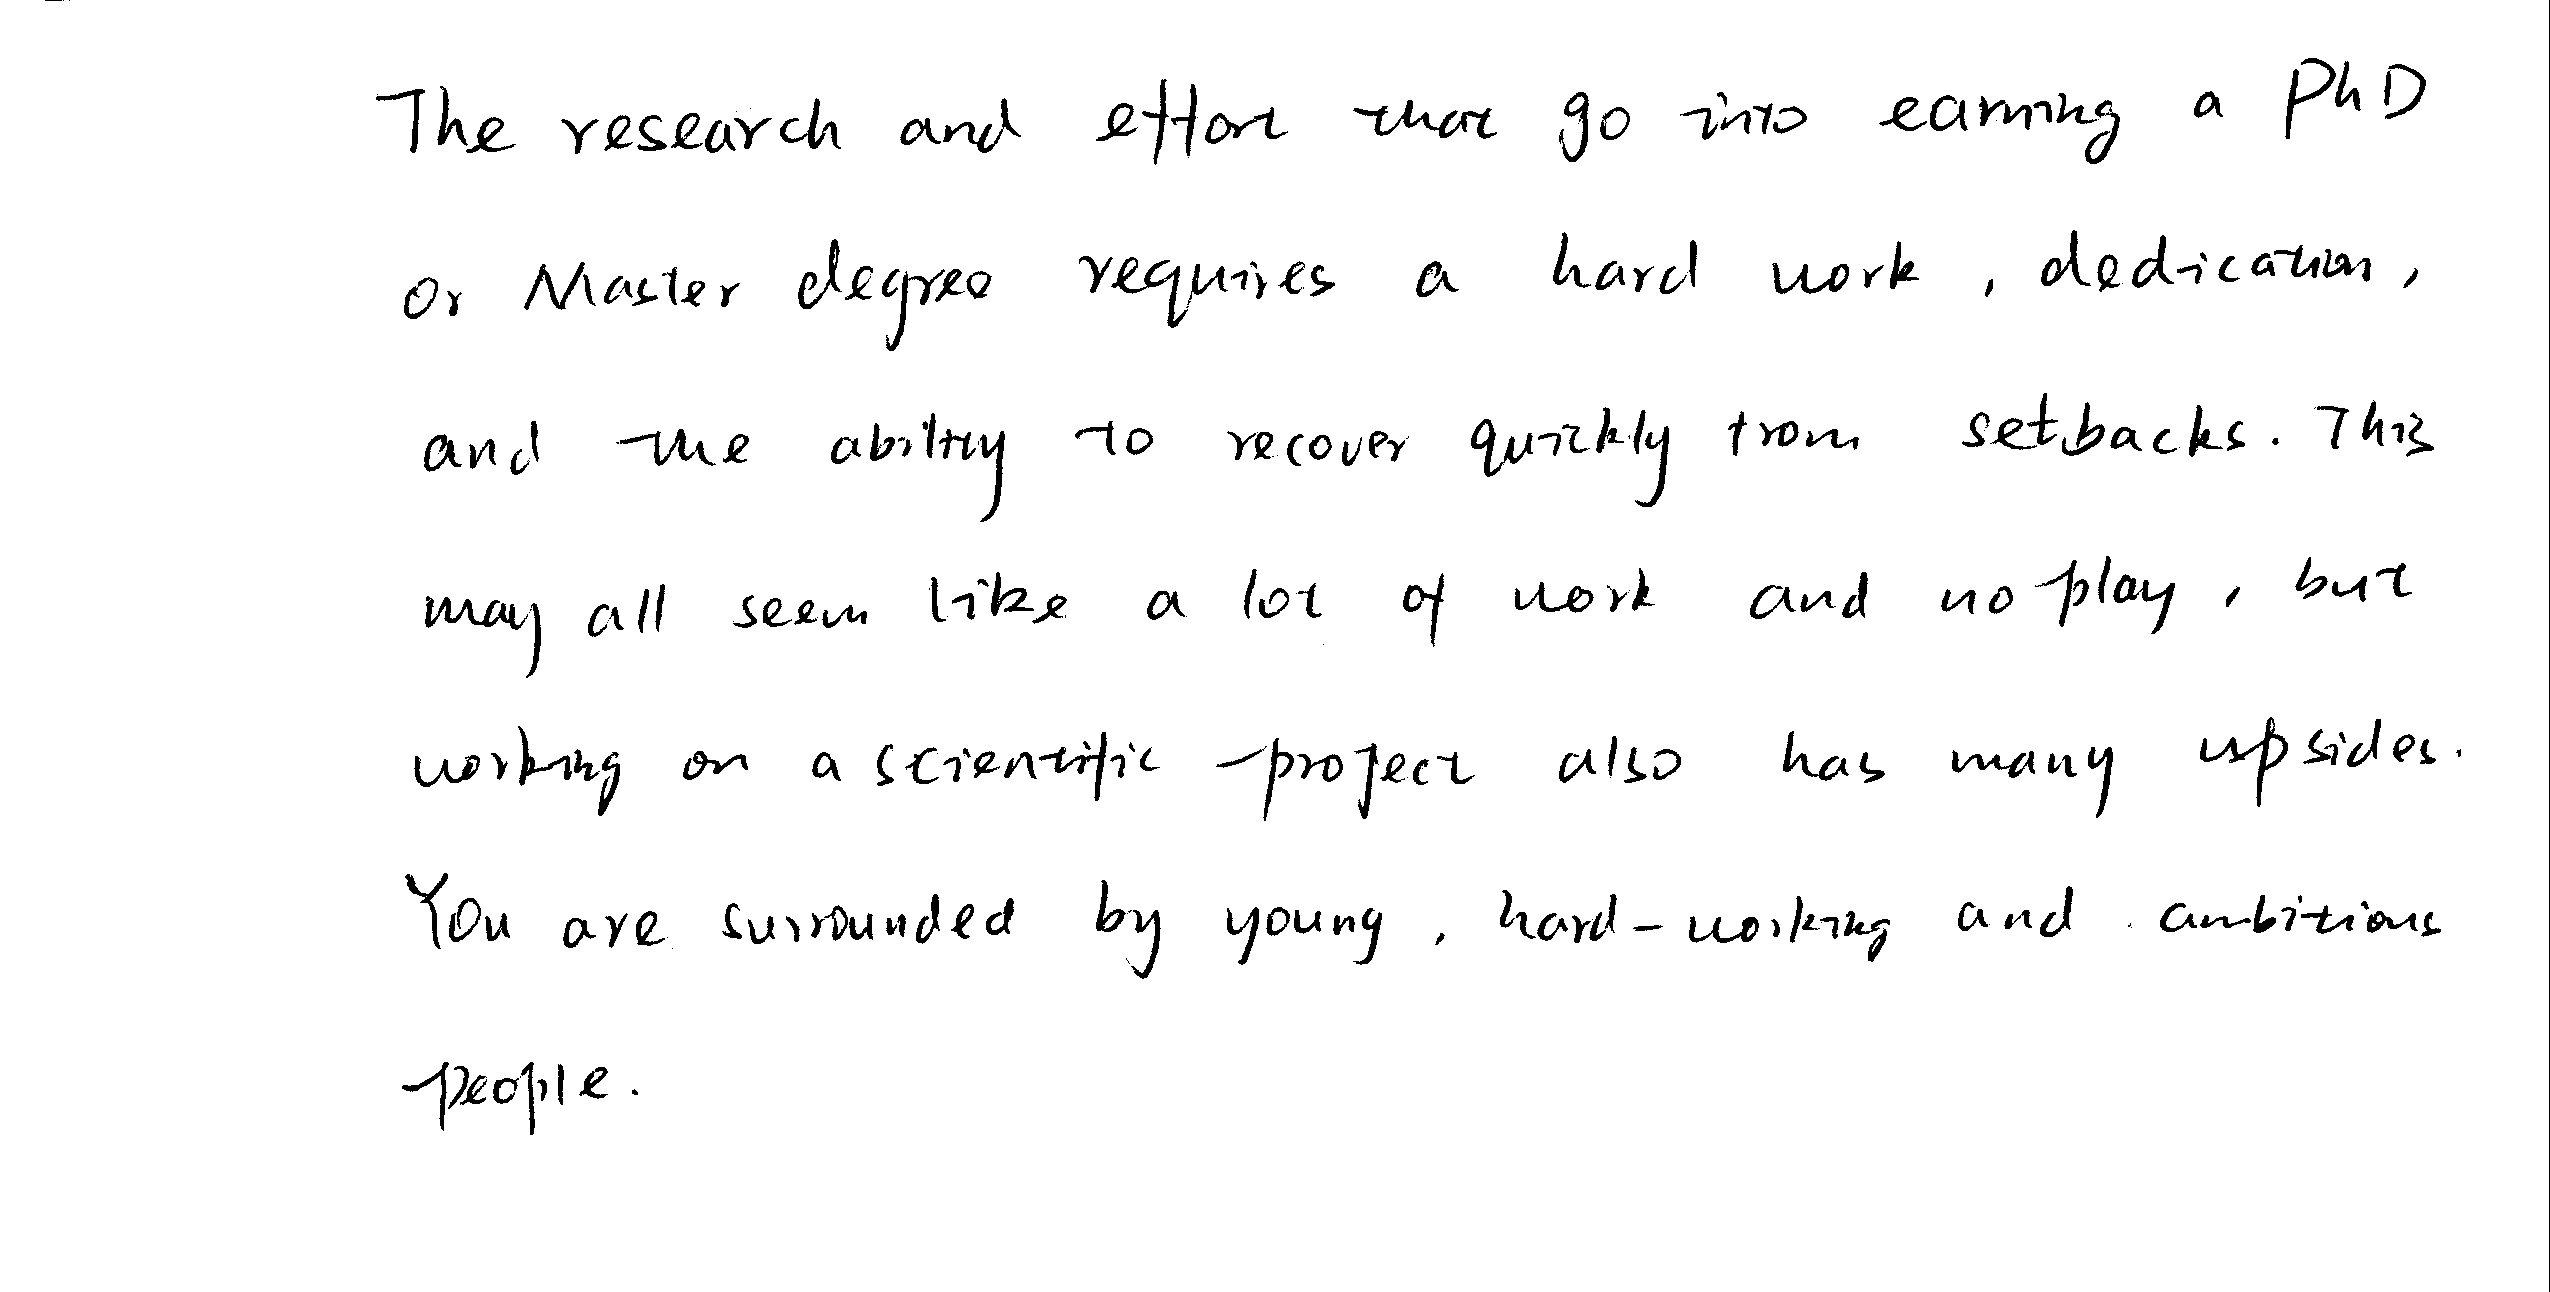 The research and effort that go into earning a PhD
or Master degree requires a hard work, dedication,
and the ability to recover quickly from setbacks. This
may all seem like a lot of work and no play, but
working on a scientific project also has many upsides.
You are surrounded by young, hard-working and ambitious
people.